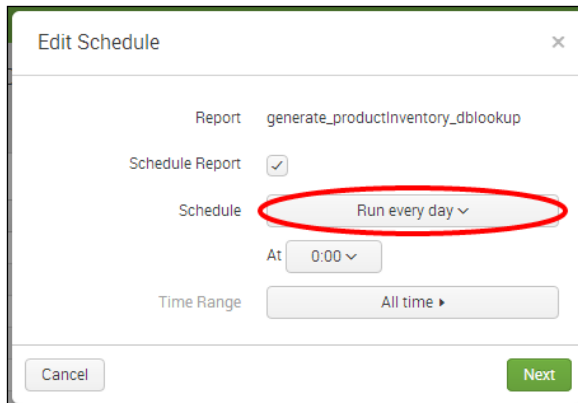 Edit Schedule ×
Report generate_productInventory_dblookup
Schedule Report
Schedule Run every day
At 0:00
Time Range All time
Cancel Next